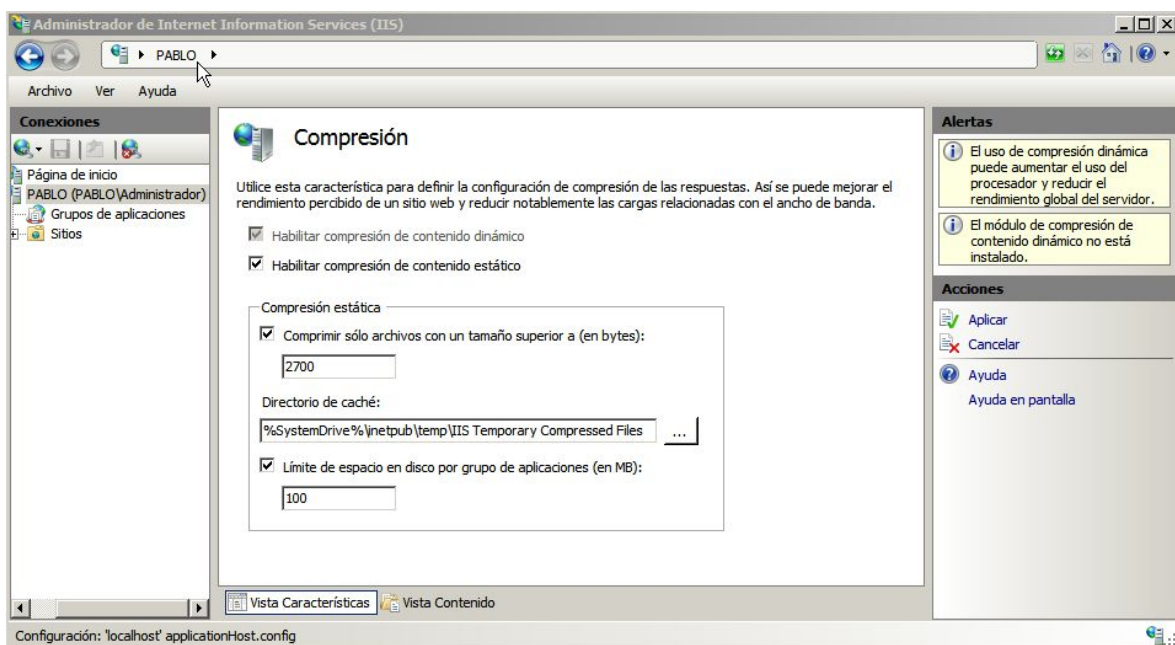 Administrador de Internet Information Services (IIS)
PABLO
Archivo Ver Ayuda
Conexiones
Página de inicio
PABLO (PABLO\Administrador)
Grupos de aplicaciones
Sitios
Compresión
Utilice esta característica para definir la configuración de compresión de las respuestas. Así se puede mejorar el
rendimiento percibido de un sitio web y reducir notablemente las cargas relacionadas con el ancho de banda.
Habilitar compresión de contenido dinámico
Habilitar compresión de contenido estático
Compresión estática
Comprimir sólo archivos con un tamaño superior a (en bytes):
2700
Directorio de caché:
%SystemDrive%\inetpub\temp\IIS Temporary Compressed Files
...
Límite de espacio en disco por grupo de aplicaciones (en MB):
100
Vista Características Vista Contenido
Alertas
El uso de compresión dinámica
puede aumentar el uso del
procesador y reducir el
rendimiento global del servidor.
El módulo de compresión de
contenido dinámico no está
instalado.
Acciones
Aplicar
Cancelar
Ayuda
Ayuda en pantalla
Configuración: 'localhost' applicationHost.config